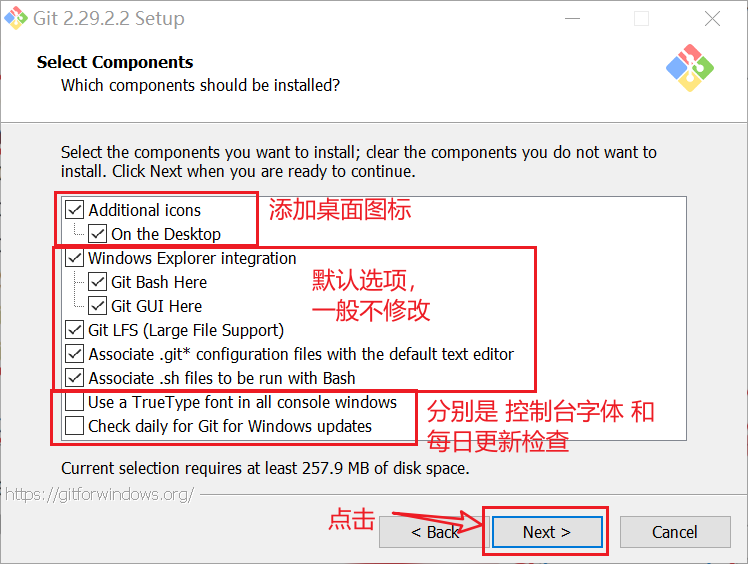 Git 2.29.2.2 Setup
Select Components
Which components should be installed?
Select the components you want to install; clear the components you do not want to
install. Click Next when you are ready to continue.
Additional icons
添加桌面图标
On the Desktop
Windows Explorer integration
Git Bash Here
Git GUI Here
默认选项，
一般不修改
Git LFS (Large File Support)
Associate .git* configuration files with the default text editor
Associate .sh files to be run with Bash
Use a TrueType font in all console windows
Check daily for Git for Windows updates
分别是 控制台字体 和
每日更新检查
Current selection requires at least 257.9 MB of disk space.
https://gitforwindows.org/
点击
< Back
Next >
Cancel